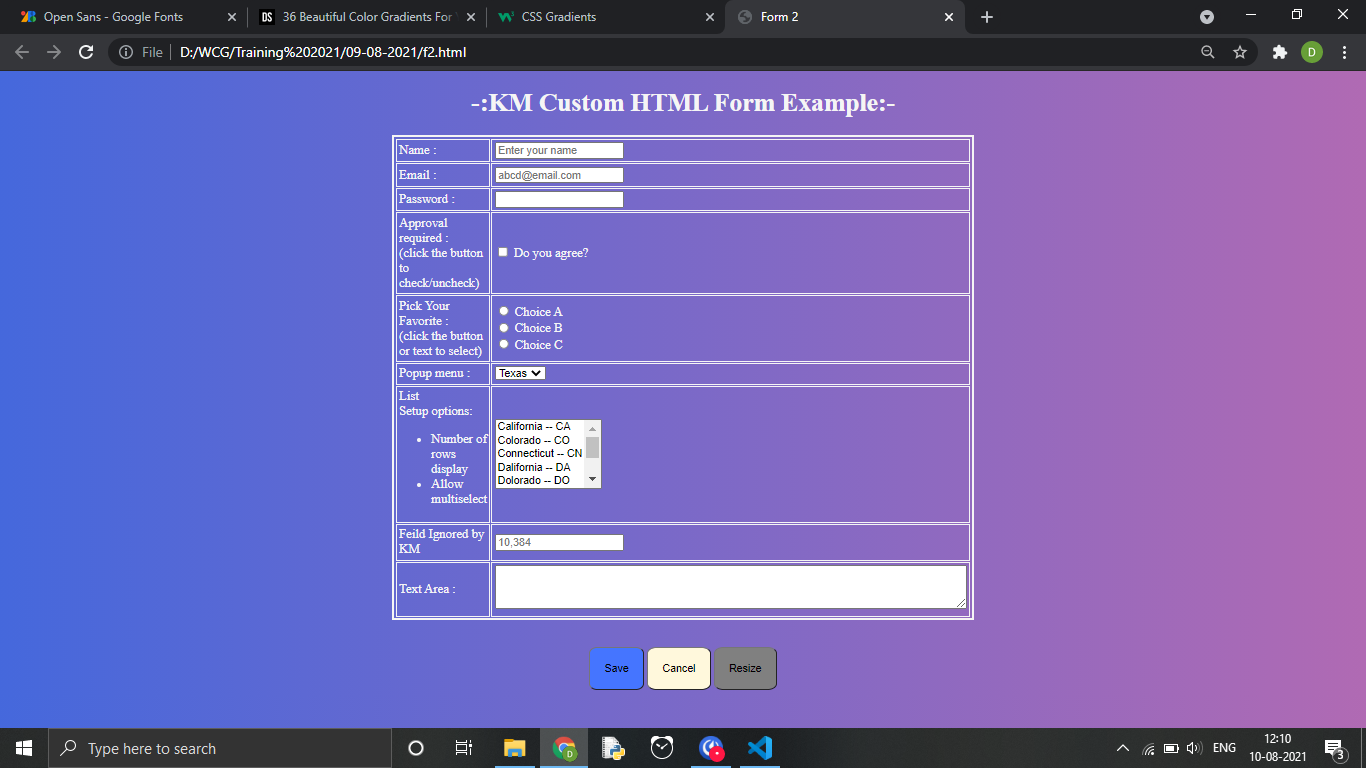 Open Sans - Google Fonts
36 Beautiful Color Gradients For
CSS Gradients
Form 2
File
D:/WCG/Training%202021/09-08-2021/f2.html
D
-:KM Custom HTML Form Example:-
Name :
Enter your name
Email :
abcd@email.com
Password :
Approval
required :
(click the button
to
check/uncheck)
Do you agree?
Pick Your
Favorite :
(click the button
or text to select)
Choice A
Choice B
Choice C
Popup menu :
Texas
List
Setup options:
Number of
rows
display
Allow
multiselect
California -- CA
Colorado -- CO
Connecticut -- CN
Dalifornia -- DA
Dolorado -- DO
Feild Ignored by
KM
10,384
Text Area :
Save
Cancel
Resize
Type here to search
D
ENG
12:10
10-08-2021
3